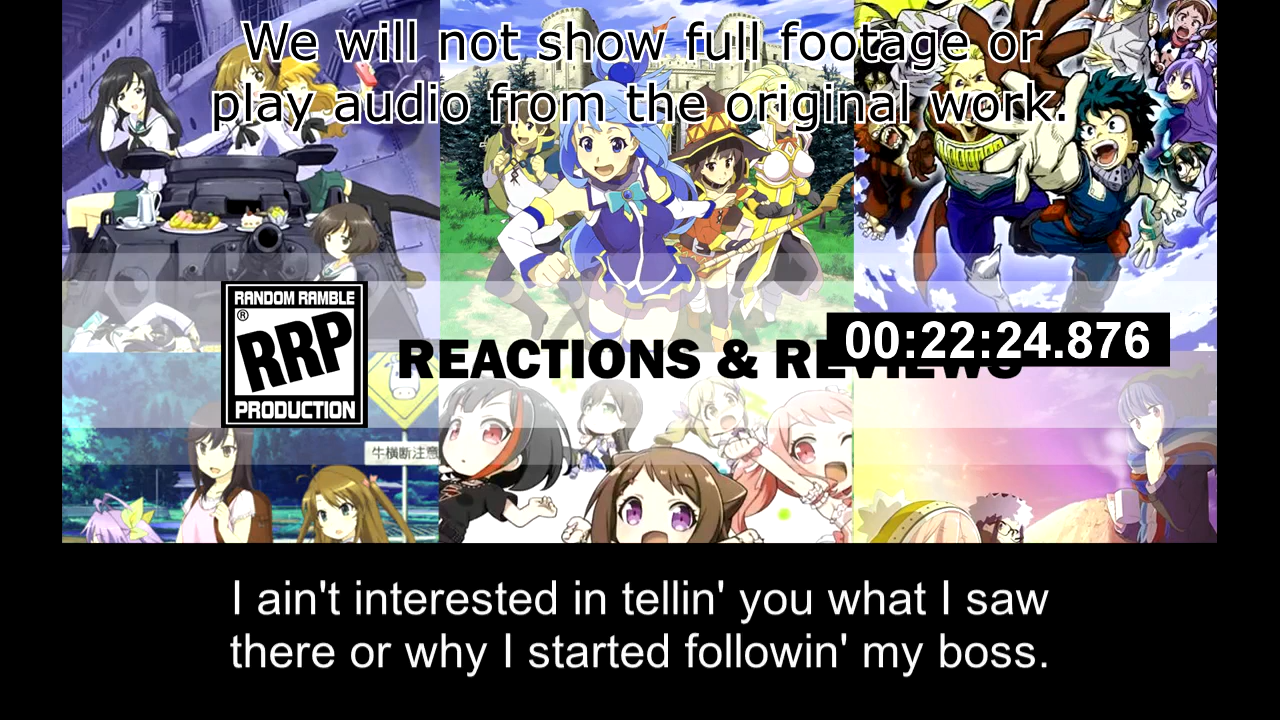 We will not show full footage or
play audio from the original work.
RANDOM RAMBLE
®
RRP
PRODUCTION
REACTIONS & REVIEWS
00:22:24.876
牛横断注意
I ain't interested in tellin' you what I saw
there or why I started followin' my boss.